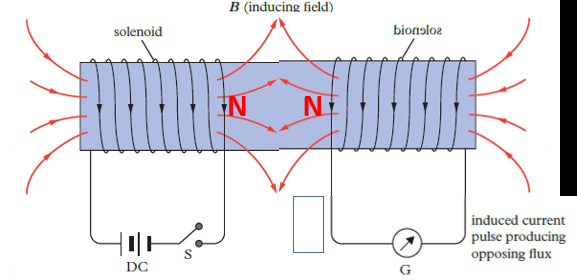 B (inducing field)
solenoid
solenoid
N
N
S
DC
G
induced current
pulse producing
opposing flux